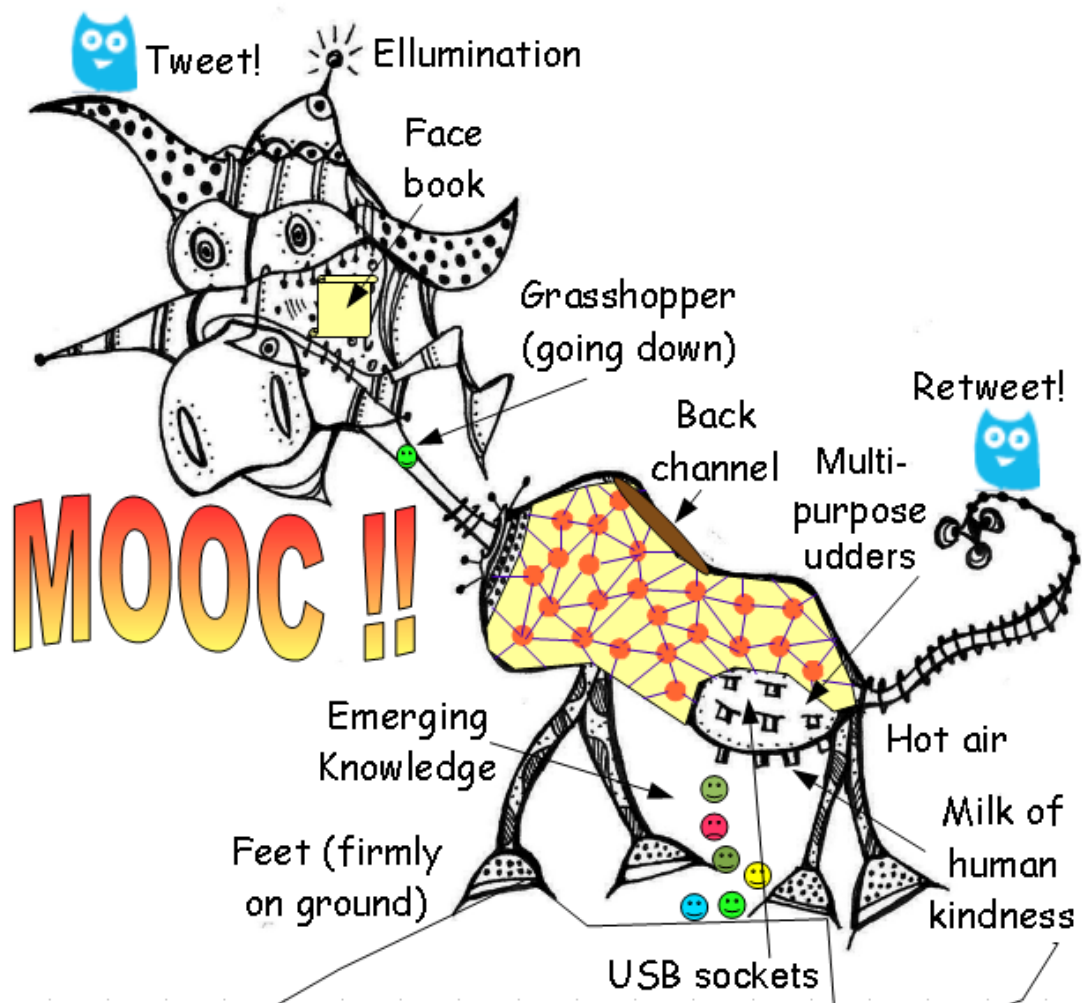 Tweet!
Ellumination
Face
book
Grasshopper
(going down)
Retweet!
Back
channel
Multi-
purpose
udders
MOOC !!
Emerging
Knowledge
Hot air
Feet (firmly
on ground)
Milk of
human
kindness
USB sockets